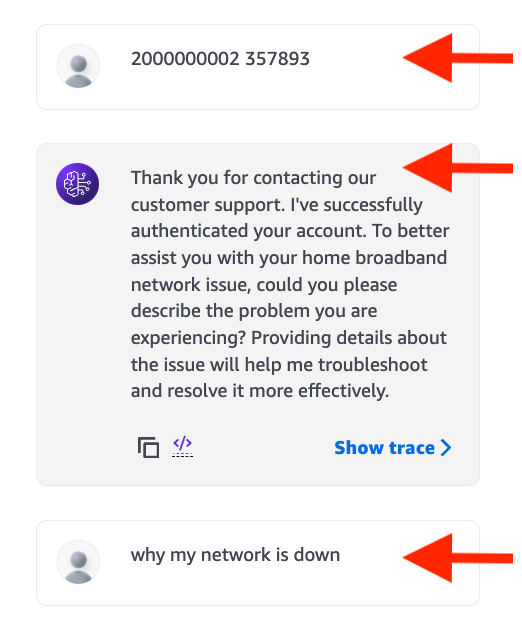 2000000002 357893
Thank you for contacting our
customer support. I've successfully
authenticated your account. To better
assist you with your home broadband
network issue, could you please
describe the problem you are
experiencing? Providing details about
the issue will help me troubleshoot
and resolve it more effectively.
</>
Show trace
why my network is down